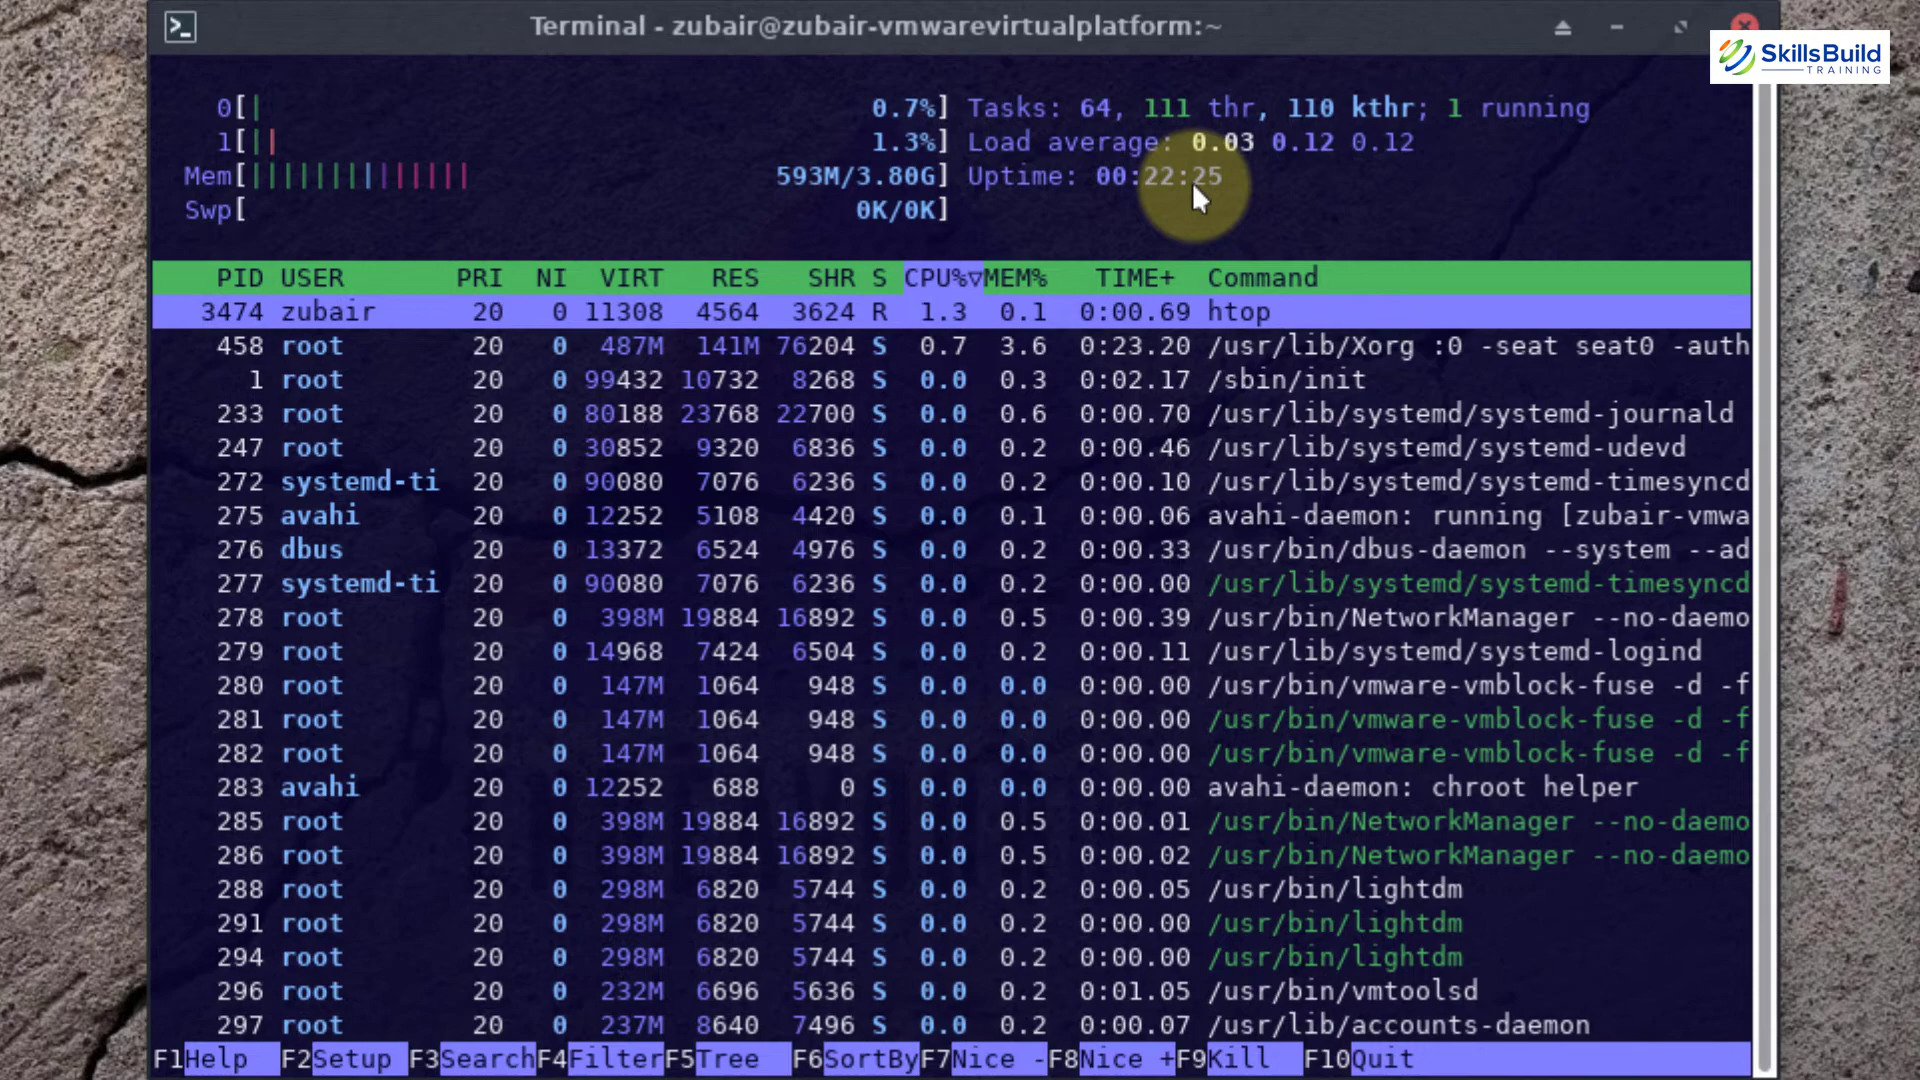 Terminal - zubair@zubair-vmwarevirtualplatform:~
SkillsBuild
TRAINING
0[| 0.7%] Tasks: 64, 111 thr, 110 kthr; 1 running
1[|| 1.3%] Load average: 0.03 0.12 0.12
Mem[|||||||||||||| 593M/3.80G] Uptime: 00:22:25
Swp[ 0K/0K]
PID USER PRI NI VIRT RES SHR S CPU%▽MEM% TIME+ Command
3474 zubair 20 0 11308 4564 3624 R 1.3 0.1 0:00.69 htop
458 root 20 0 487M 141M 76204 S 0.7 3.6 0:23.20 /usr/lib/Xorg :0 -seat seat0 -auth
1 root 20 0 99432 10732 8268 S 0.0 0.3 0:02.17 /sbin/init
233 root 20 0 80188 23768 22700 S 0.0 0.6 0:00.70 /usr/lib/systemd/systemd-journald
247 root 20 0 30852 9320 6836 S 0.0 0.2 0:00.46 /usr/lib/systemd/systemd-udevd
272 systemd-ti 20 0 90080 7076 6236 S 0.0 0.2 0:00.10 /usr/lib/systemd/systemd-timesyncd
275 avahi 20 0 12252 5108 4420 S 0.0 0.1 0:00.06 avahi-daemon: running [zubair-vmwa
276 dbus 20 0 13372 6524 4976 S 0.0 0.2 0:00.33 /usr/bin/dbus-daemon --system --ad
277 systemd-ti 20 0 90080 7076 6236 S 0.0 0.2 0:00.00 /usr/lib/systemd/systemd-timesyncd
278 root 20 0 398M 19884 16892 S 0.0 0.5 0:00.39 /usr/bin/NetworkManager --no-daemo
279 root 20 0 14968 7424 6504 S 0.0 0.2 0:00.11 /usr/lib/systemd/systemd-logind
280 root 20 0 147M 1064 948 S 0.0 0.0 0:00.00 /usr/bin/vmware-vmblock-fuse -d -f
281 root 20 0 147M 1064 948 S 0.0 0.0 0:00.00 /usr/bin/vmware-vmblock-fuse -d -f
282 root 20 0 147M 1064 948 S 0.0 0.0 0:00.00 /usr/bin/vmware-vmblock-fuse -d -f
283 avahi 20 0 12252 688 0 S 0.0 0.0 0:00.00 avahi-daemon: chroot helper
285 root 20 0 398M 19884 16892 S 0.0 0.5 0:00.01 /usr/bin/NetworkManager --no-daemo
286 root 20 0 398M 19884 16892 S 0.0 0.5 0:00.02 /usr/bin/NetworkManager --no-daemo
288 root 20 0 298M 6820 5744 S 0.0 0.2 0:00.05 /usr/bin/lightdm
291 root 20 0 298M 6820 5744 S 0.0 0.2 0:00.00 /usr/bin/lightdm
294 root 20 0 298M 6820 5744 S 0.0 0.2 0:00.00 /usr/bin/lightdm
296 root 20 0 232M 6696 5636 S 0.0 0.2 0:01.05 /usr/bin/vmtoolsd
297 root 20 0 237M 8640 7496 S 0.0 0.2 0:00.07 /usr/lib/accounts-daemon
F1Help F2Setup F3SearchF4FilterF5Tree F6SortByF7Nice -F8Nice +F9Kill F10Quit